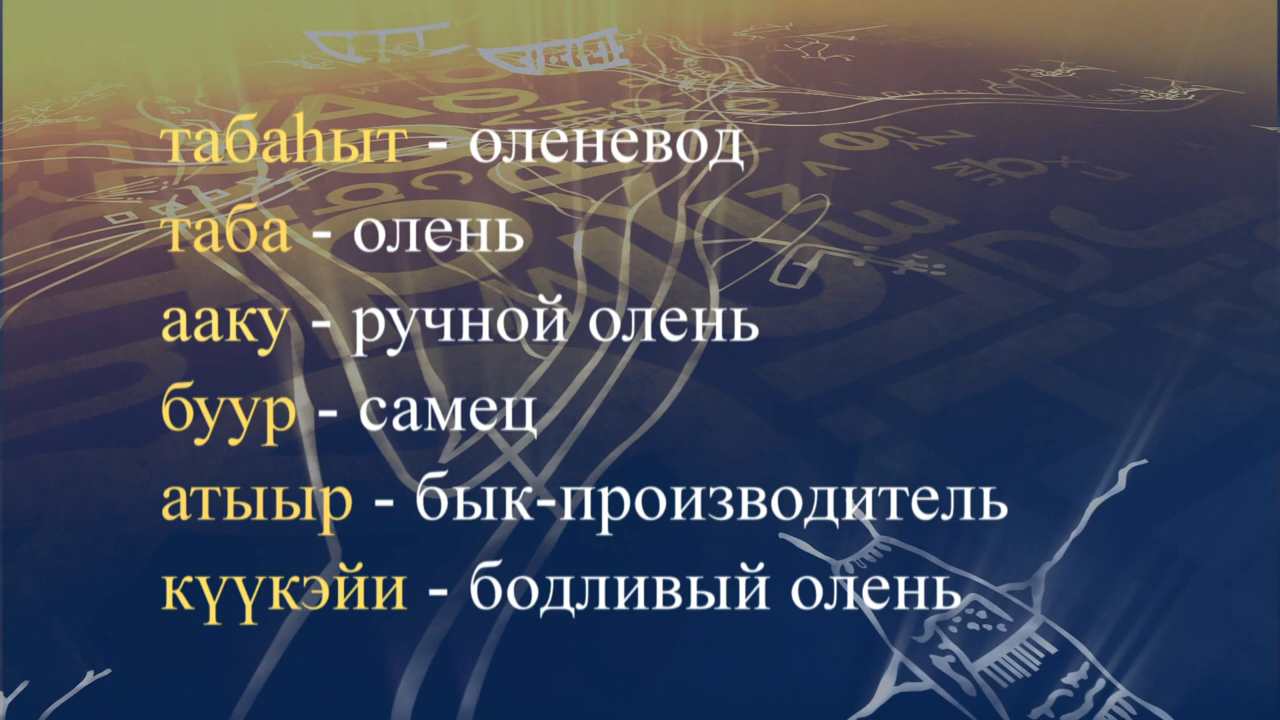 табаһыт - оленевод
таба - олень
ааку - ручной олень
буур - самец
атыыр - бык-производитель
күүкэйи - бодливый олень